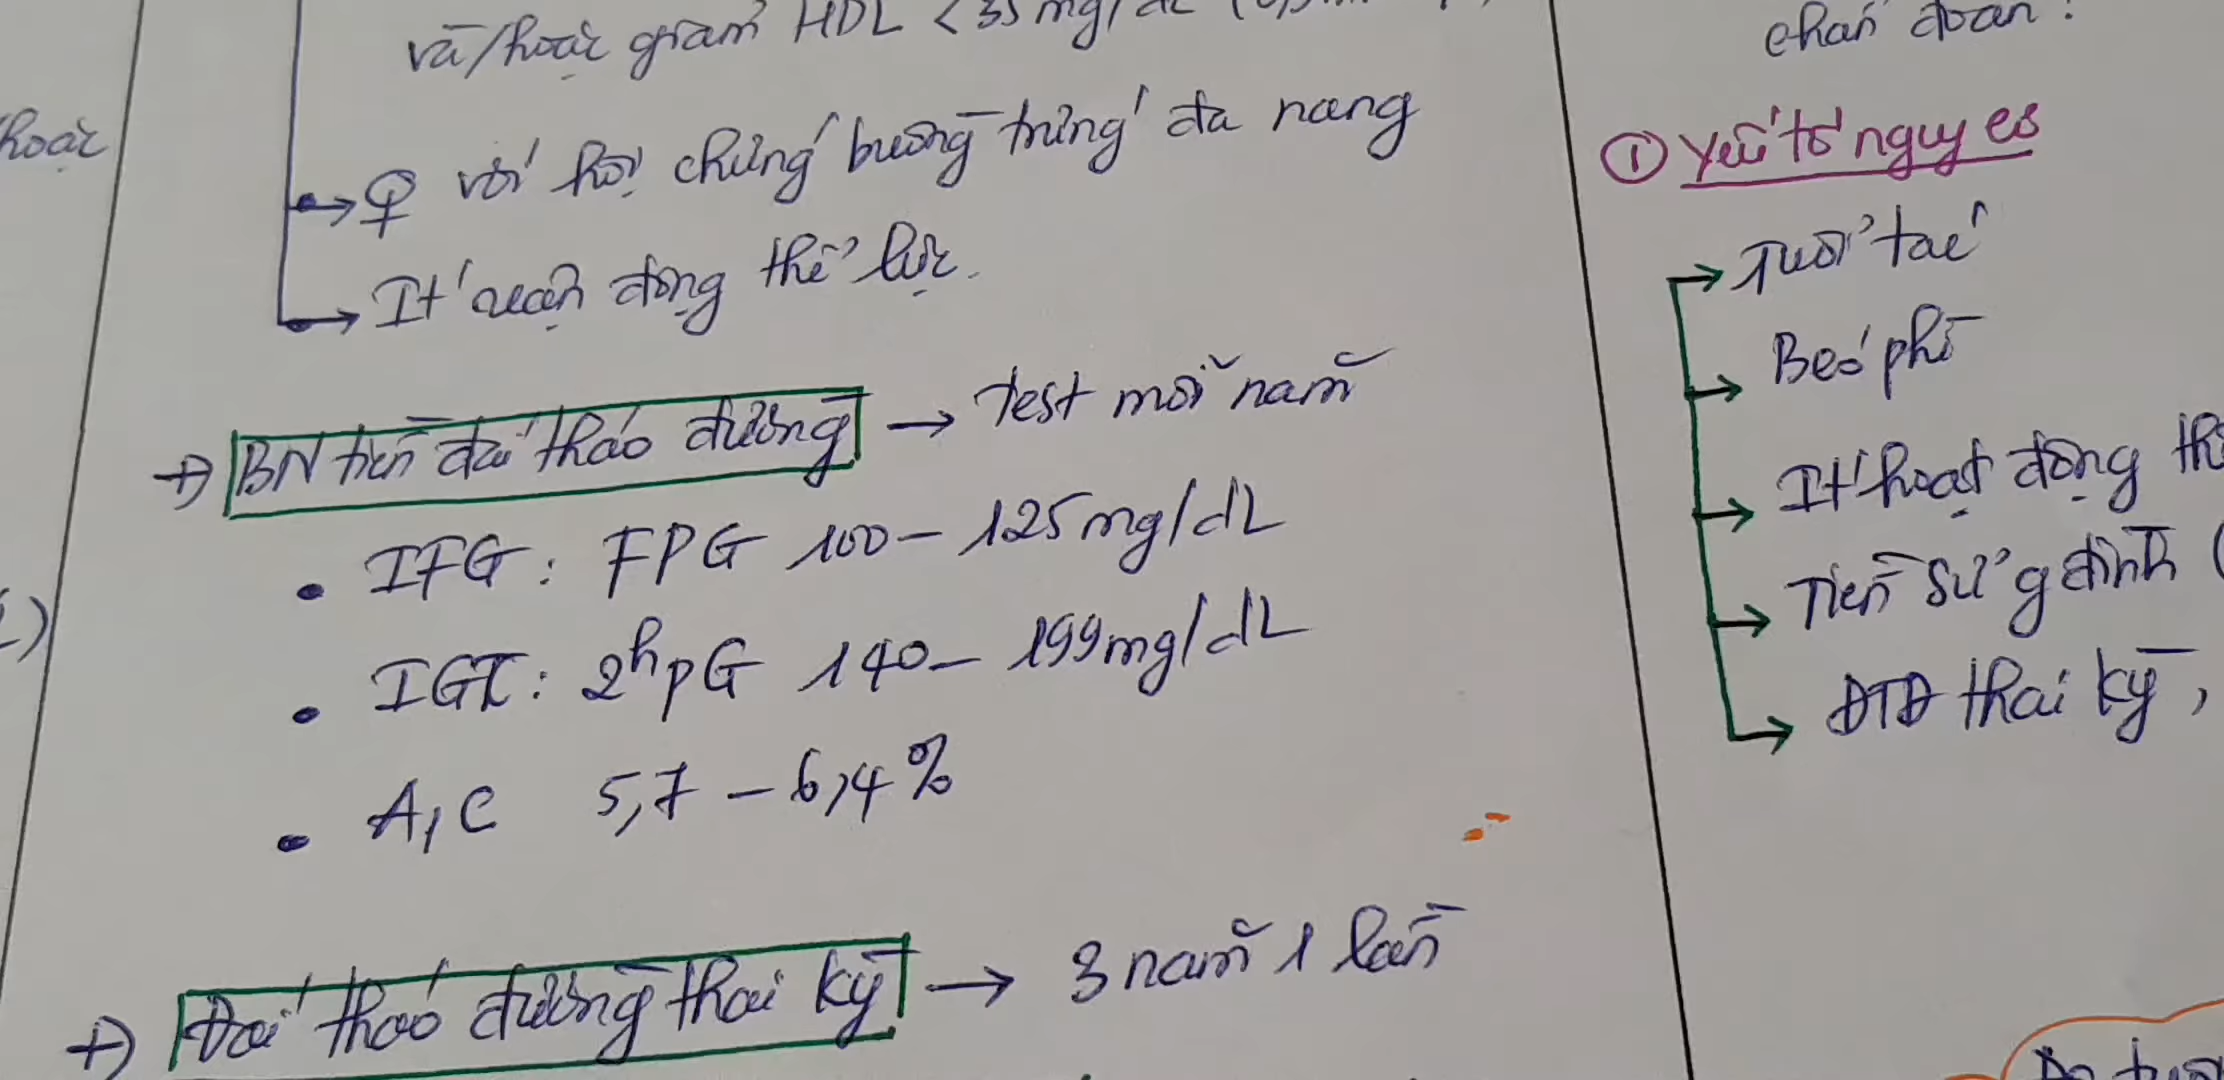 hoặc
và/hoặc giảm HDL < 35 mg/dL
→ ♀ với hội chứng buồng trứng đa nang
→ Ít vận động thể lực.
+) BN tiền đái tháo đường → test mỗi năm
• IFG: FPG 100 - 125 mg/dL
• IGT: 2h PG 140 - 199 mg/dL
• A1C 5,7 - 6,4%
+) Đái tháo đường thai kỳ → 3 năm 1 lần
chẩn đoán:
① Yếu tố nguy cơ
→ Tuổi tác
→ Béo phì
→ Ít hoạt động
→ Tiền sử g đình (
→ ĐTĐ thai kỳ,